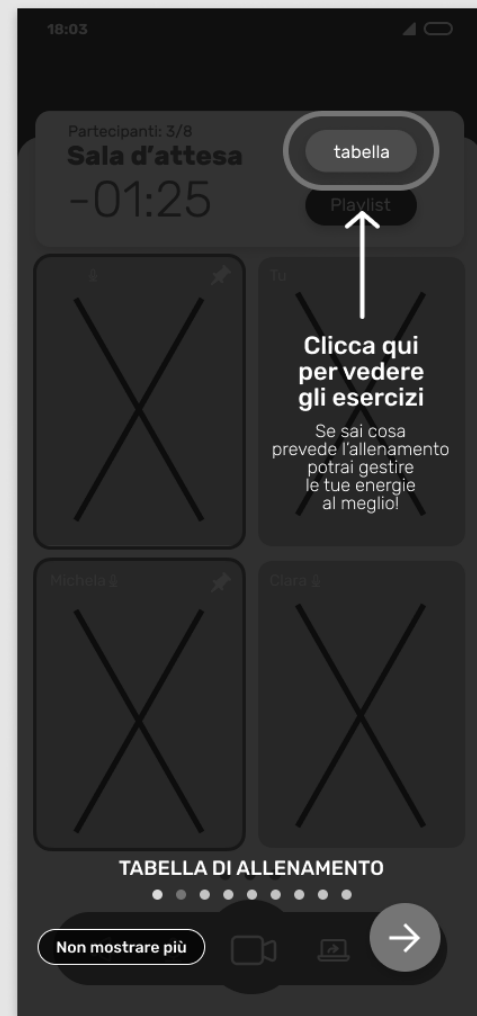 18:03
Partecipanti: 3/8
Sala d'attesa
-01:25
tabella
Playlist
Tu
Clicca qui
per vedere
gli esercizi
Se sai cosa
prevede l'allenamento
potrai gestire
le tue energie
al meglio!
Michela
Clara
TABELLA DI ALLENAMENTO
Non mostrare più